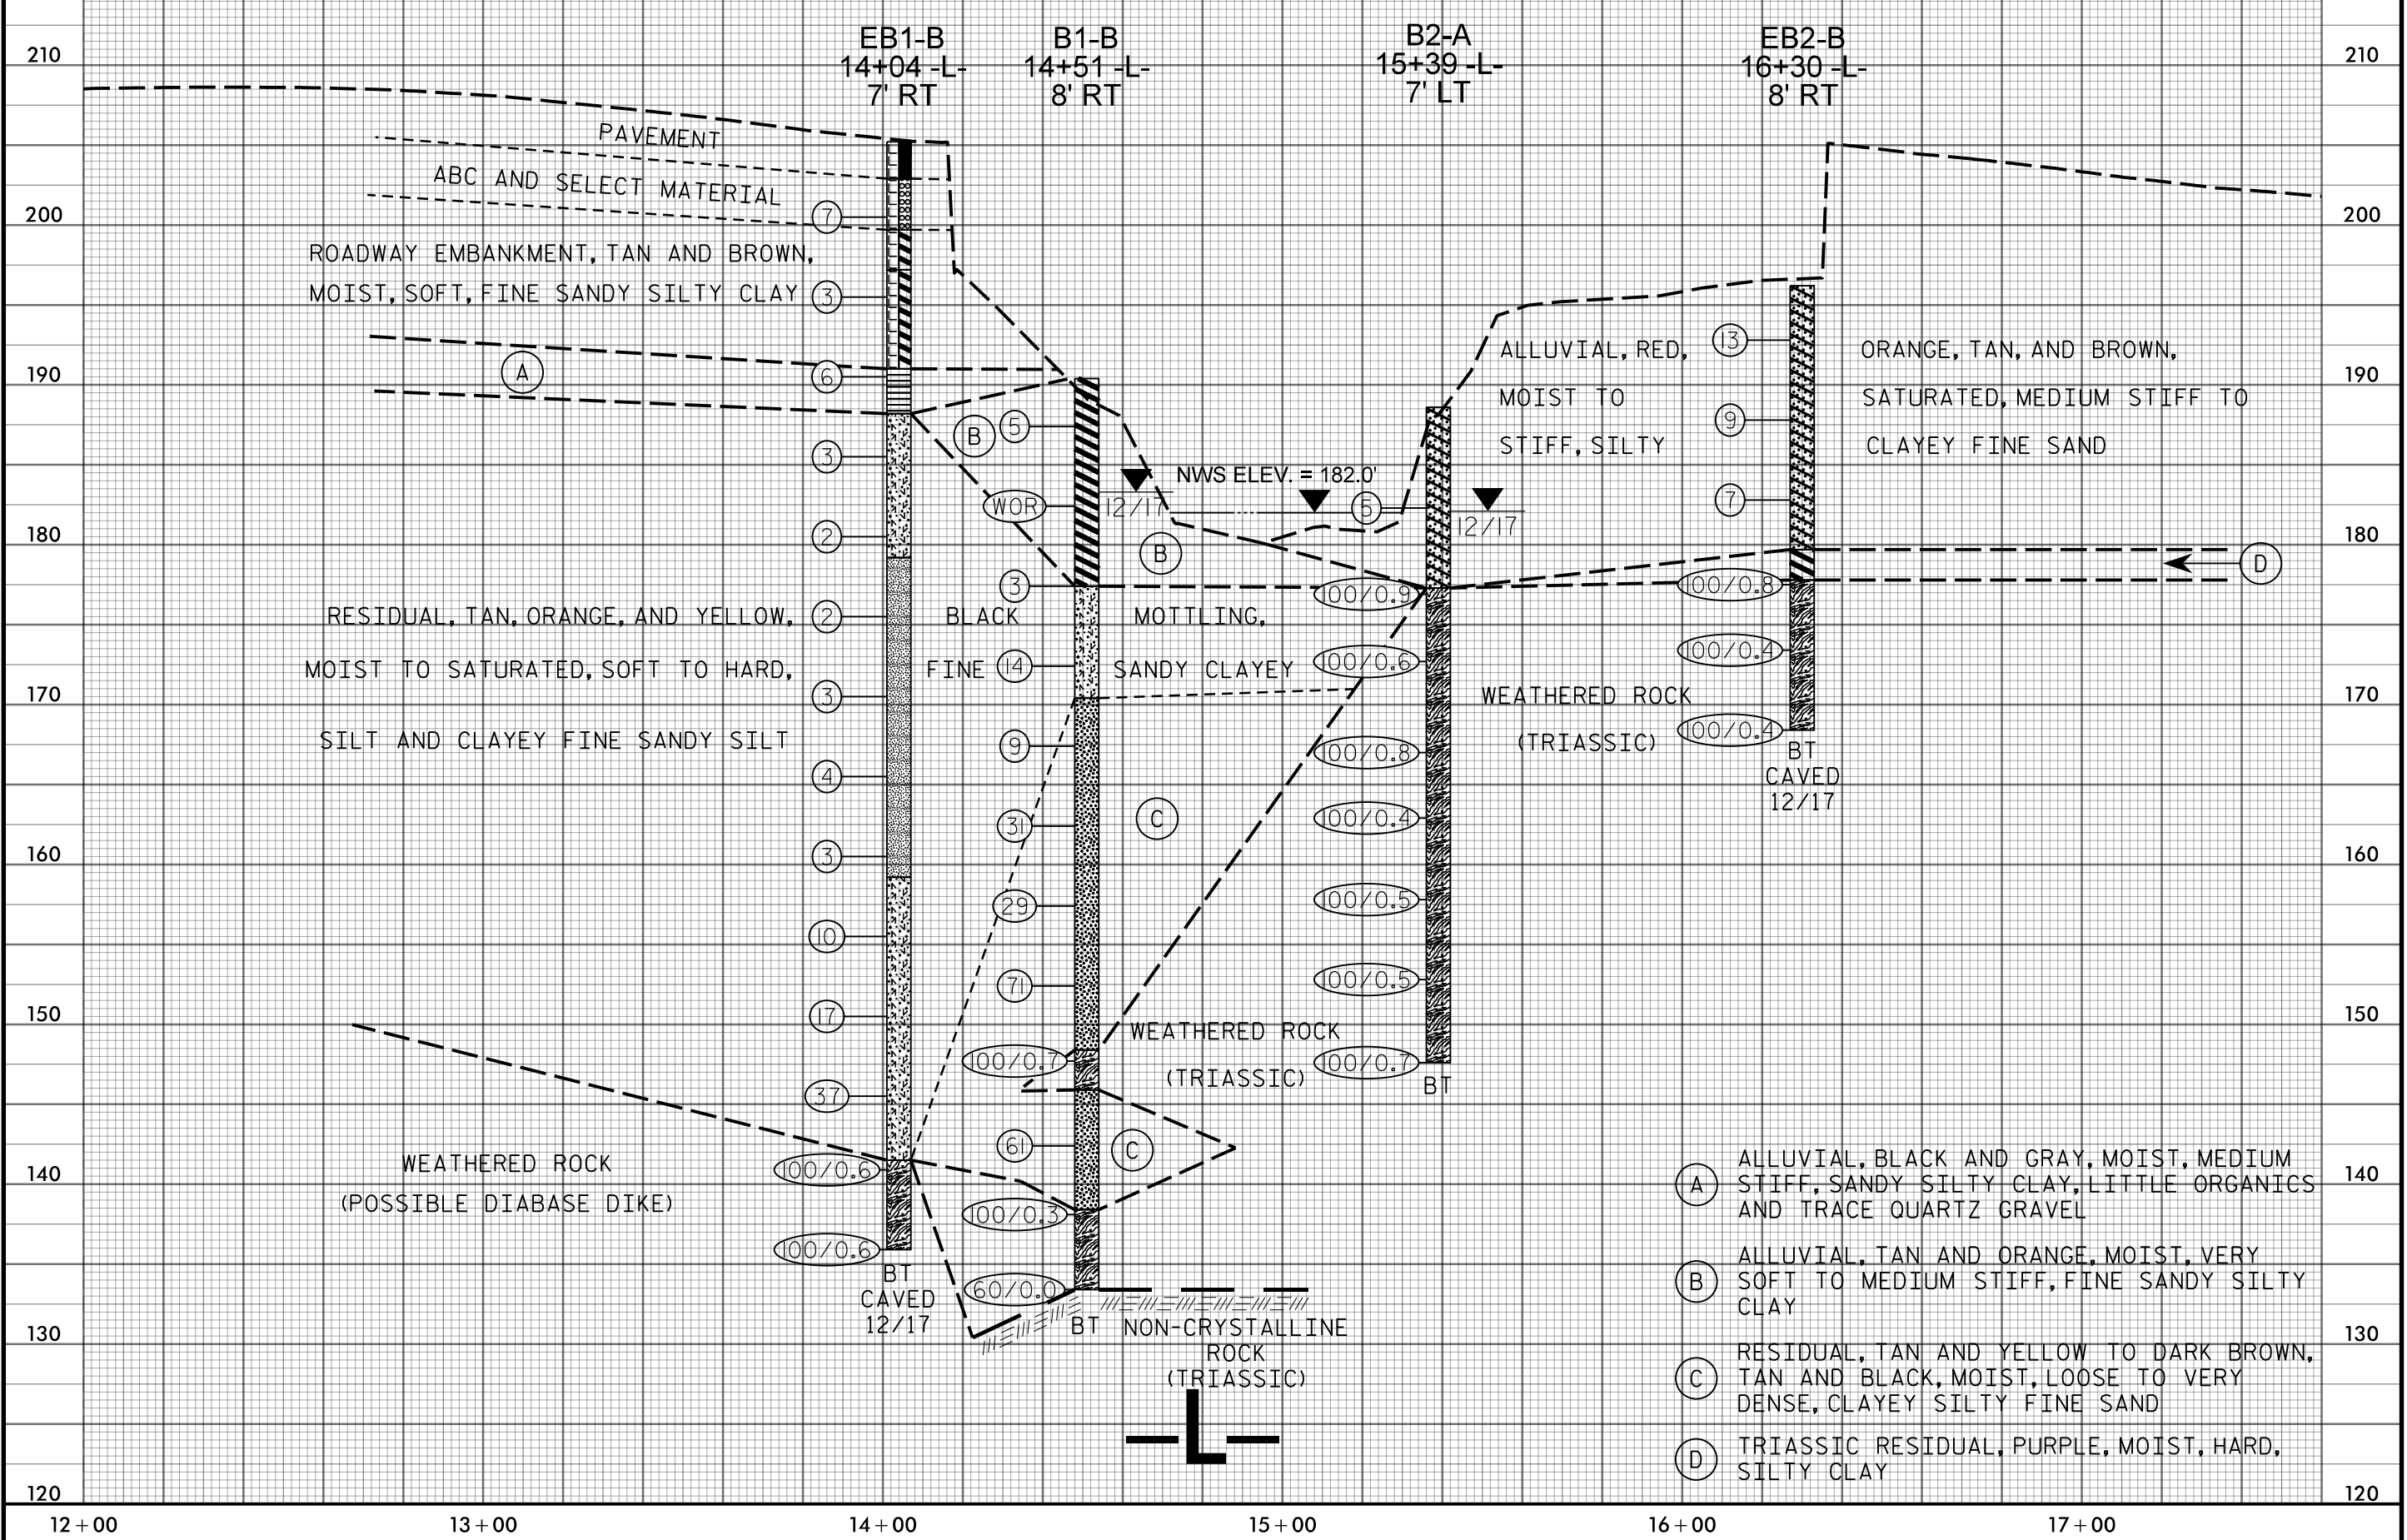 EB1-B
14+04 -L-
7' RT
B1-B
14+51 -L-
8' RT
B2-A
15+39 -L-
7' LT
EB2-B
16+30 -L-
8' RT
210
210
200
200
190
190
180
180
170
170
160
160
150
150
140
140
130
130
120
120
PAVEMENT
ABC AND SELECT MATERIAL
ROADWAY EMBANKMENT, TAN AND BROWN,
MOIST, SOFT, FINE SANDY SILTY CLAY
A
B
B
RESIDUAL, TAN, ORANGE, AND YELLOW, BLACK MOTTLING,
MOIST TO SATURATED, SOFT TO HARD, FINE SANDY CLAYEY
SILT AND CLAYEY FINE SANDY SILT
WEATHERED ROCK
(POSSIBLE DIABASE DIKE)
7
3
6
3
2
2
3
4
3
10
17
37
100/0.6
100/0.6
BT
CAVED
12/17
5
WOR
3
14
9
31
29
71
100/0.7
61
100/0.3
60/0.0
BT
12/17
NWS ELEV. = 182.0'
C
C
WEATHERED ROCK
(TRIASSIC)
NON-CRYSTALLINE
ROCK
(TRIASSIC)
5
12/17
100/0.9
100/0.6
100/0.8
100/0.4
100/0.5
100/0.5
100/0.7
BT
ALLUVIAL, RED, ORANGE, TAN, AND BROWN,
MOIST TO SATURATED, MEDIUM STIFF TO
STIFF, SILTY CLAYEY FINE SAND
WEATHERED ROCK
(TRIASSIC)
13
9
7
100/0.8
100/0.4
100/0.4
BT
CAVED
12/17
D
A
ALLUVIAL, BLACK AND GRAY, MOIST, MEDIUM
STIFF, SANDY SILTY CLAY, LITTLE ORGANICS
AND TRACE QUARTZ GRAVEL
B
ALLUVIAL, TAN AND ORANGE, MOIST, VERY
SOFT TO MEDIUM STIFF, FINE SANDY SILTY
CLAY
C
RESIDUAL, TAN AND YELLOW TO DARK BROWN,
TAN AND BLACK, MOIST, LOOSE TO VERY
DENSE, CLAYEY SILTY FINE SAND
D
TRIASSIC RESIDUAL, PURPLE, MOIST, HARD,
SILTY CLAY
L
12+00
13+00
14+00
15+00
16+00
17+00